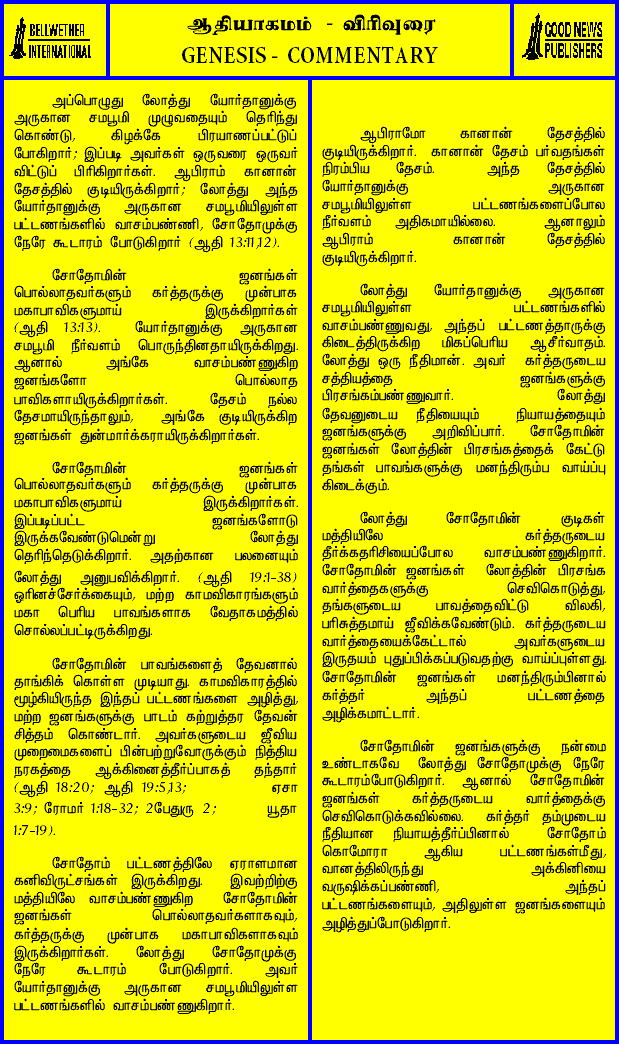 BELLWETHER
INTERNATIONAL
ஆதியாகமம் - விரிவுரை
GENESIS - COMMENTARY
GOOD NEWS
PUBLISHERS
அப்பொழுது லோத்து யோர்தானுக்கு
அருகான சமபூமி முழுவதையும் தெரிந்து
கொண்டு, கிழக்கே பிரயாணப்பட்டுப்
போகிறார்; இப்படி அவர்கள் ஒருவரை ஒருவர்
விட்டுப் பிரிகிறார்கள். ஆபிராம் கானான்
தேசத்தில் குடியிருக்கிறார்; லோத்து அந்த
யோர்தானுக்கு அருகான சமபூமியிலுள்ள
பட்டணங்களில் வாசம்பண்ணி, சோதோமுக்கு
நேரே கூடாரம் போடுகிறார் (ஆதி 13:11,12).
சோதோமின் ஜனங்கள்
பொல்லாதவர்களும் கர்த்தருக்கு முன்பாக
மகாபாவிகளுமாய் இருக்கிறார்கள்
(ஆதி 13:13). யோர்தானுக்கு அருகான
சமபூமி நீர்வளம் பொருந்தினதாயிருக்கிறது.
ஆனால் அங்கே வாசம்பண்ணுகிற
ஜனங்களோ பொல்லாத
பாவிகளாயிருக்கிறார்கள். தேசம் நல்ல
தேசமாயிருந்தாலும், அங்கே குடியிருக்கிற
ஜனங்கள் துன்மார்க்கராயிருக்கிறார்கள்.
சோதோமின் ஜனங்கள்
பொல்லாதவர்களும் கர்த்தருக்கு முன்பாக
மகாபாவிகளுமாய் இருக்கிறார்கள்.
இப்படிப்பட்ட ஜனங்களோடு
இருக்கவேண்டுமென்று லோத்து
தெரிந்தெடுக்கிறார். அதற்கான பலனையும்
லோத்து அனுபவிக்கிறார். (ஆதி 19:1-38)
ஓரினச்சேர்க்கையும், மற்ற காமவிகாரங்களும்
மகா பெரிய பாவங்களாக வேதாகமத்தில்
சொல்லப்பட்டிருக்கிறது.
சோதோமின் பாவங்களைத் தேவனால்
தாங்கிக் கொள்ள முடியாது. காமவிகாரத்தில்
மூழ்கியிருந்த இந்தப் பட்டணங்களை அழித்து,
மற்ற ஜனங்களுக்கு பாடம் கற்றுத்தர தேவன்
சித்தம் கொண்டார். அவர்களுடைய ஜீவிய
முறைமைகளைப் பின்பற்றுவோருக்கும் நித்திய
நரகத்தை ஆக்கினைத்தீர்ப்பாகத் தந்தார்
(ஆதி 18:20; ஆதி 19:5,13; ஏசா
3:9; ரோமர் 1:18-32; 2பேதுரு 2; யூதா
1:7-19).
சோதோம் பட்டணத்திலே ஏராளமான
கனிவிருட்சங்கள் இருக்கிறது. இவற்றிற்கு
மத்தியிலே வாசம்பண்ணுகிற சோதோமின்
ஜனங்கள் பொல்லாதவர்களாகவும்,
கர்த்தருக்கு முன்பாக மகாபாவிகளாகவும்
இருக்கிறார்கள். லோத்து சோதோமுக்கு
நேரே கூடாரம் போடுகிறார். அவர்
யோர்தானுக்கு அருகான சமபூமியிலுள்ள
பட்டணங்களில் வாசம்பண்ணுகிறார்.
ஆபிராமோ கானான் தேசத்தில்
குடியிருக்கிறார். கானான் தேசம் பர்வதங்கள்
நிரம்பிய தேசம். அந்த தேசத்தில்
யோர்தானுக்கு அருகான
சமபூமியிலுள்ள பட்டணங்களைப்போல
நீர்வளம் அதிகமாயில்லை. ஆனாலும்
ஆபிராம் கானான் தேசத்தில்
குடியிருக்கிறார்.
லோத்து யோர்தானுக்கு அருகான
சமபூமியிலுள்ள பட்டணங்களில்
வாசம்பண்ணுவது, அந்தப் பட்டணத்தாருக்கு
கிடைத்திருக்கிற மிகப்பெரிய ஆசீர்வாதம்.
லோத்து ஒரு நீதிமான். அவர் கர்த்தருடைய
சத்தியத்தை ஜனங்களுக்கு
பிரசங்கம்பண்ணுவார். லோத்து
தேவனுடைய நீதியையும் நியாயத்தையும்
ஜனங்களுக்கு அறிவிப்பார். சோதோமின்
ஜனங்கள் லோத்தின் பிரசங்கத்தைக் கேட்டு
தங்கள் பாவங்களுக்கு மனந்திரும்ப வாய்ப்பு
கிடைக்கும்.
லோத்து சோதோமின் குடிகள்
மத்தியிலே கர்த்தருடைய
தீர்க்கதரிசியைப்போல வாசம்பண்ணுகிறார்.
சோதோமின் ஜனங்கள் லோத்தின் பிரசங்க
வார்த்தைகளுக்கு செவிகொடுத்து,
தங்களுடைய பாவத்தைவிட்டு விலகி,
பரிசுத்தமாய் ஜீவிக்கவேண்டும். கர்த்தருடைய
வார்த்தையைக்கேட்டால் அவர்களுடைய
இருதயம் புதுப்பிக்கப்படுவதற்கு வாய்ப்புள்ளது.
சோதோமின் ஜனங்கள் மனந்திரும்பினால்
கர்த்தர் அந்தப் பட்டணத்தை
அழிக்கமாட்டார்.
சோதோமின் ஜனங்களுக்கு நன்மை
உண்டாகவே லோத்து சோதோமுக்கு நேரே
கூடாரம்போடுகிறார். ஆனால் சோதோமின்
ஜனங்கள் கர்த்தருடைய வார்த்தைக்கு
செவிகொடுக்கவில்லை. கர்த்தர் தம்முடைய
நீதியான நியாயத்தீர்ப்பினால் சோதோம்
கொமோரா ஆகிய பட்டணங்கள்மீது,
வானத்திலிருந்து அக்கினியை
வருஷிக்கப்பண்ணி, அந்தப்
பட்டணங்களையும், அதிலுள்ள ஜனங்களையும்
அழித்துப்போடுகிறார்.